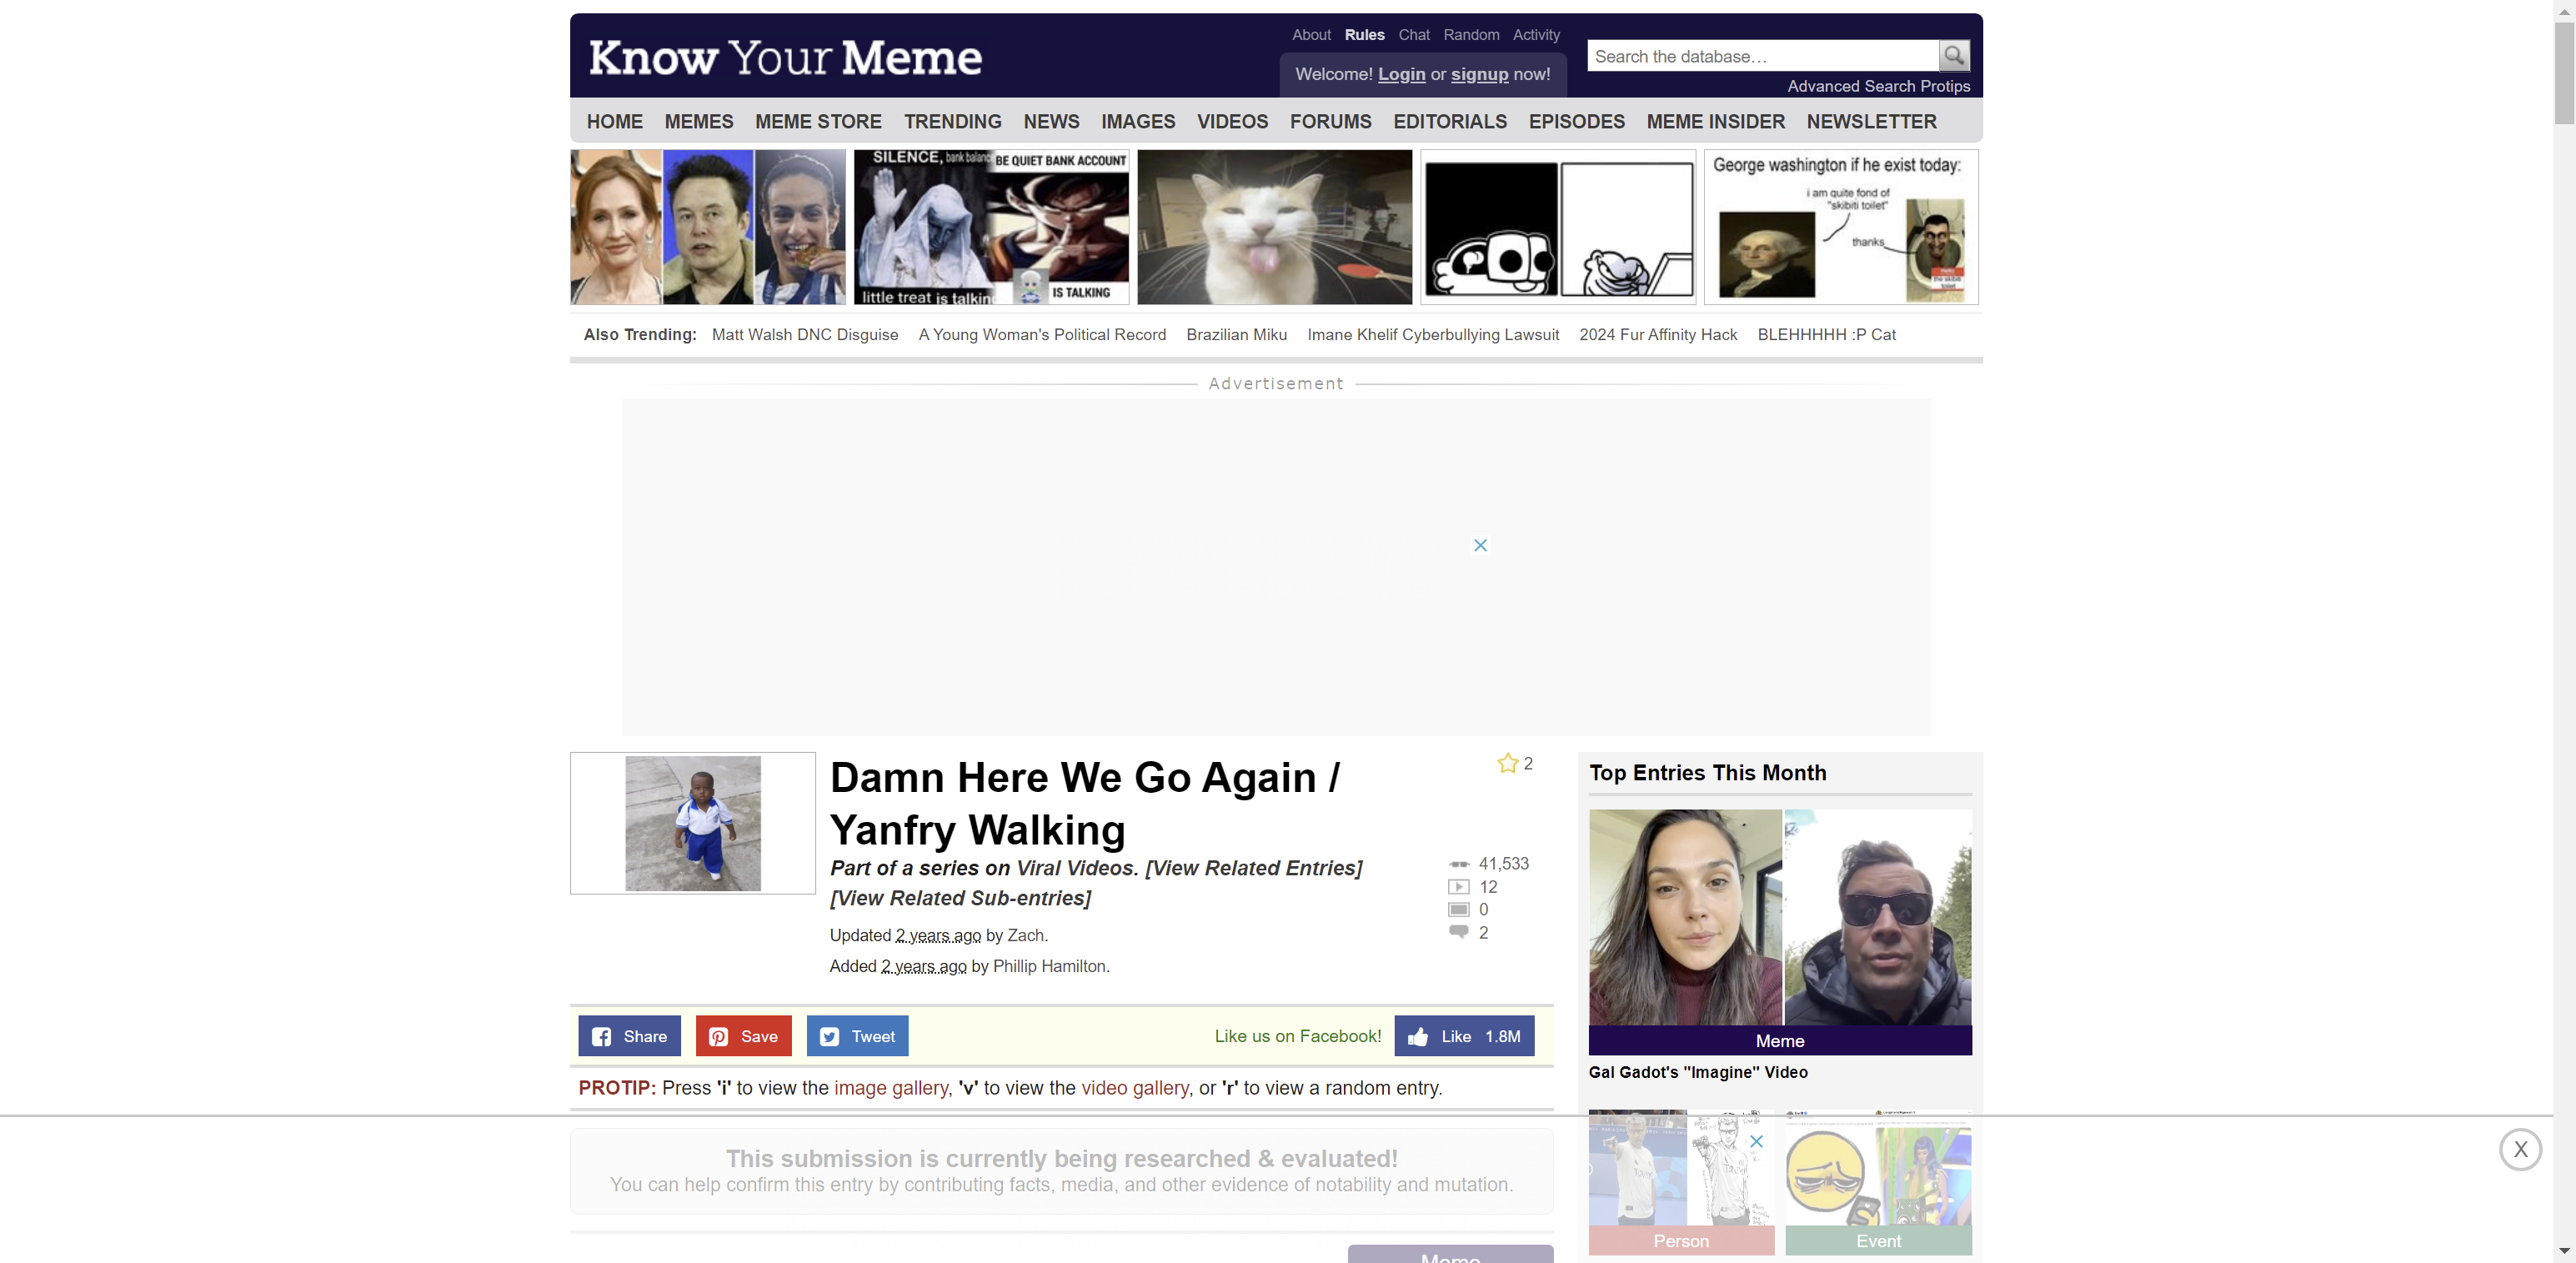 Know Your Meme
About Rules Chat Random Activity
Welcome! Login or signup now!
Search the database…
Advanced Search Protips
HOME MEMES MEME STORE TRENDING NEWS IMAGES VIDEOS FORUMS EDITORIALS EPISODES MEME INSIDER NEWSLETTER
SILENCE, bank balance
little treat is talking
BE QUIET BANK ACCOUNT
IS TALKING
George washington if he exist today:
i am quite fond of
"skibiti toilet"
thanks
Also Trending: Matt Walsh DNC Disguise A Young Woman's Political Record Brazilian Miku Imane Khelif Cyberbullying Lawsuit 2024 Fur Affinity Hack BLEHHHHH :P Cat
Advertisement
Damn Here We Go Again /
Yanfry Walking
2
Part of a series on Viral Videos. [View Related Entries]
[View Related Sub-entries]
41,533
12
0
2
Updated 2 years ago by Zach.
Added 2 years ago by Phillip Hamilton.
Share Save Tweet Like us on Facebook! Like 1.8M
PROTIP: Press 'i' to view the image gallery, 'v' to view the video gallery, or 'r' to view a random entry.
This submission is currently being researched & evaluated!
You can help confirm this entry by contributing facts, media, and other evidence of notability and mutation.
Meme
Top Entries This Month
Meme
Gal Gadot's "Imagine" Video
Person
Event
X